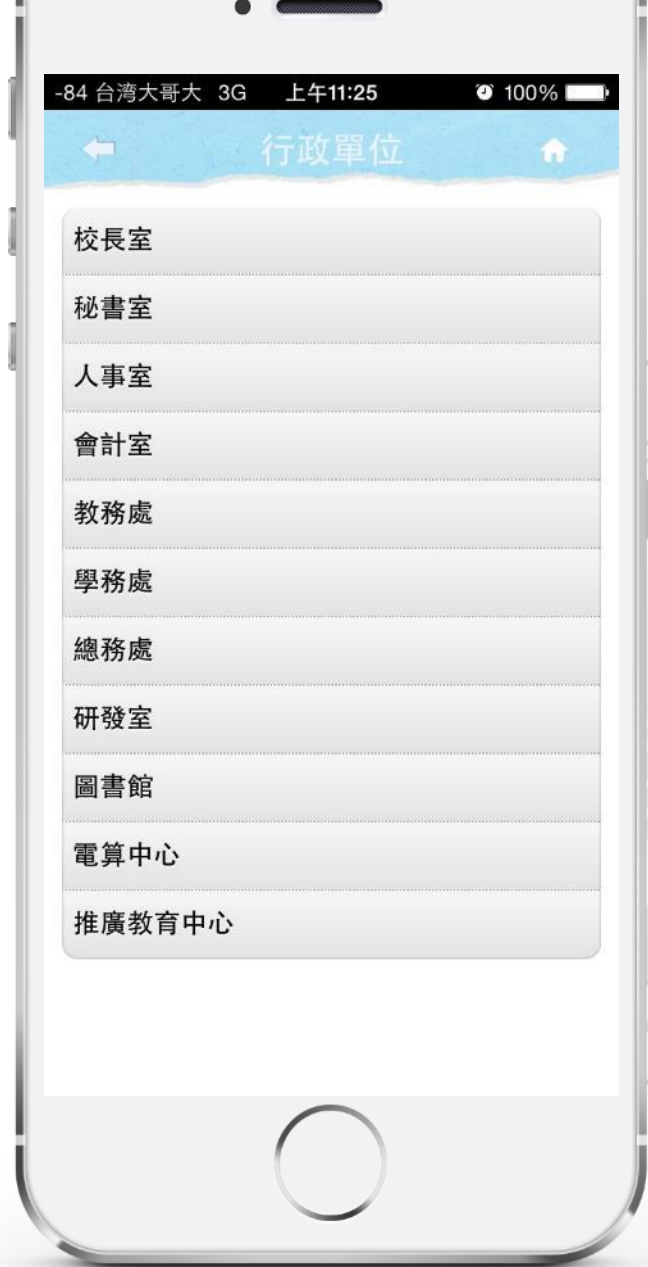 -84 台湾大哥大 3G 上午11:25 100%
行政單位
校長室
秘書室
人事室
會計室
教務處
學務處
總務處
研發室
圖書館
電算中心
推廣教育中心